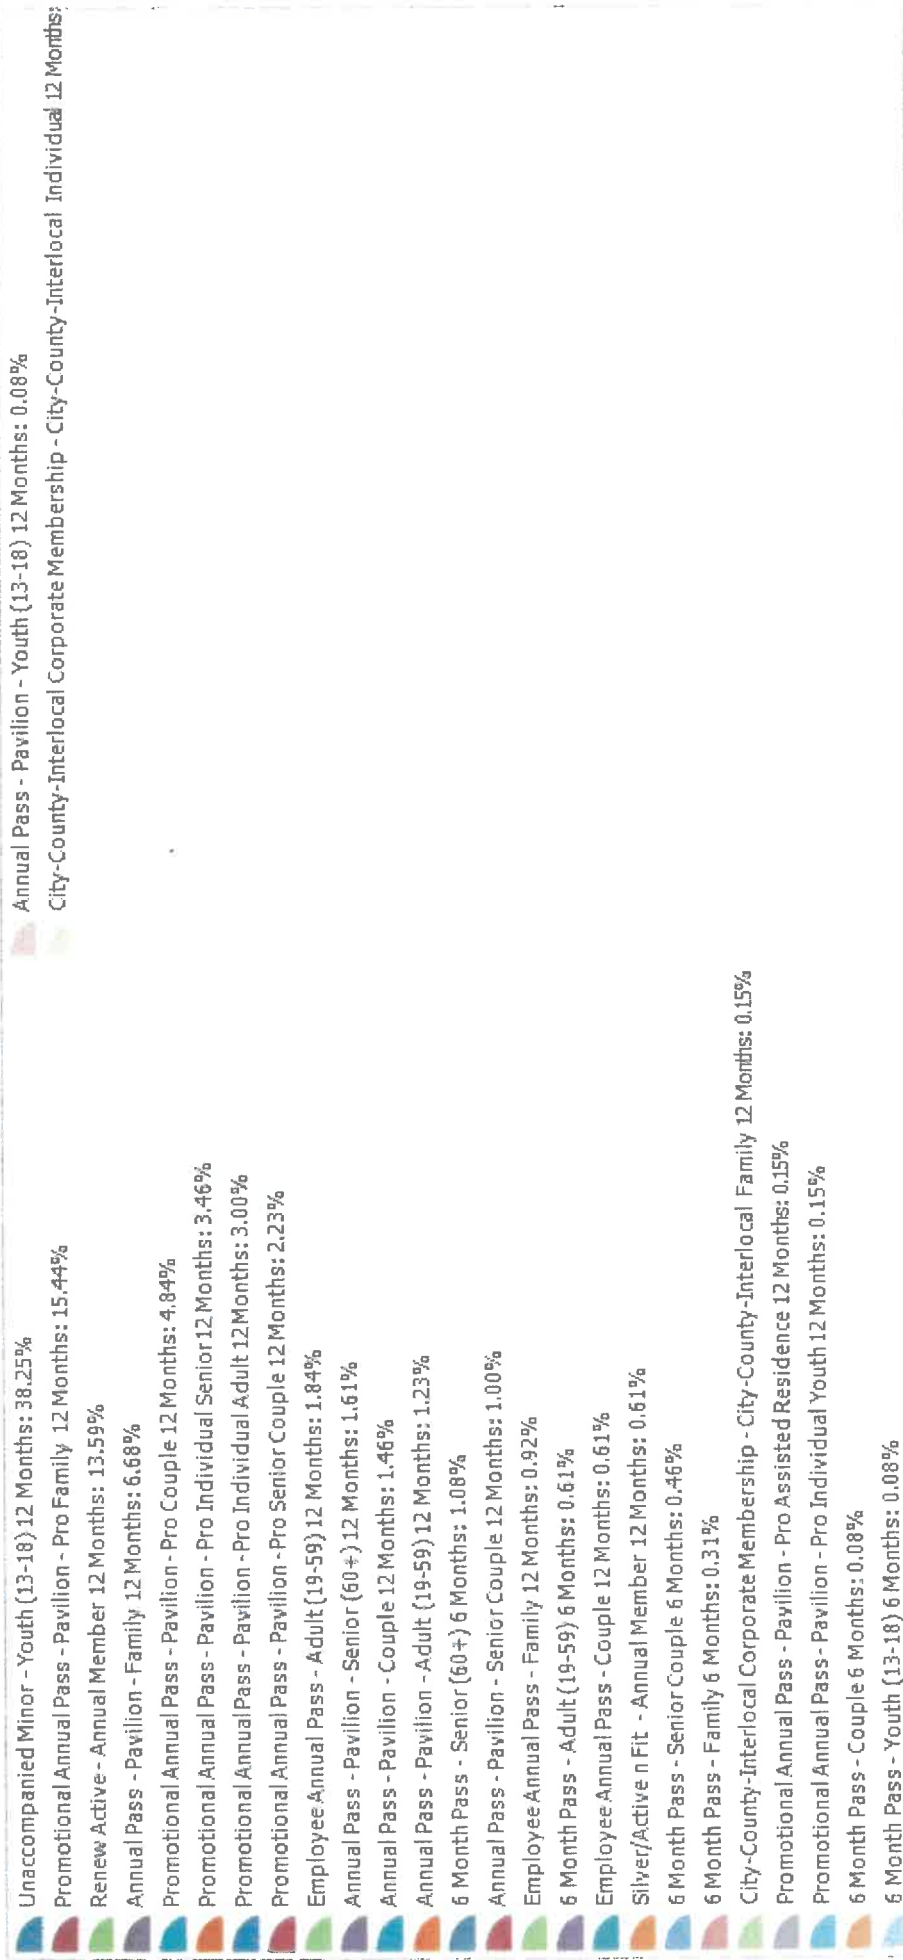 Unaccompanied Minor - Youth (13-18) 12 Months: 38.25%
Promotional Annual Pass - Pavilion - Pro Family 12 Months: 15.44%
Renew Active - Annual Member 12 Months: 13.59%
Annual Pass - Pavilion - Family 12 Months: 6.68%
Promotional Annual Pass - Pavilion - Pro Couple 12 Months: 4.84%
Promotional Annual Pass - Pavilion - Pro Individual Senior 12 Months: 3.46%
Promotional Annual Pass - Pavilion - Pro Individual Adult 12 Months: 3.00%
Promotional Annual Pass - Pavilion - Pro Senior Couple 12 Months: 2.23%
Employee Annual Pass - Adult (19-59) 12 Months: 1.84%
Annual Pass - Pavilion - Senior (60+) 12 Months: 1.61%
Annual Pass - Pavilion - Couple 12 Months: 1.46%
Annual Pass - Pavilion - Adult (19-59) 12 Months: 1.23%
6 Month Pass - Senior (60+) 6 Months: 1.08%
Annual Pass - Pavilion - Senior Couple 12 Months: 1.00%
Employee Annual Pass - Family 12 Months: 0.92%
6 Month Pass - Adult (19-59) 6 Months: 0.61%
Employee Annual Pass - Couple 12 Months: 0.61%
Silver/Active n Fit - Annual Member 12 Months: 0.61%
6 Month Pass - Senior Couple 6 Months: 0.46%
6 Month Pass - Family 6 Months: 0.31%
City-County-Interlocal Corporate Membership - City-County-Interlocal Family 12 Months: 0.15%
Promotional Annual Pass - Pavilion - Pro Assisted Residence 12 Months: 0.15%
Promotional Annual Pass - Pavilion - Pro Individual Youth 12 Months: 0.15%
6 Month Pass - Couple 6 Months: 0.08%
6 Month Pass - Youth (13-18) 6 Months: 0.08%
Annual Pass - Pavilion - Youth (13-18) 12 Months: 0.08%
City-County-Interlocal Corporate Membership - City-County-Interlocal Individual 12 Months: